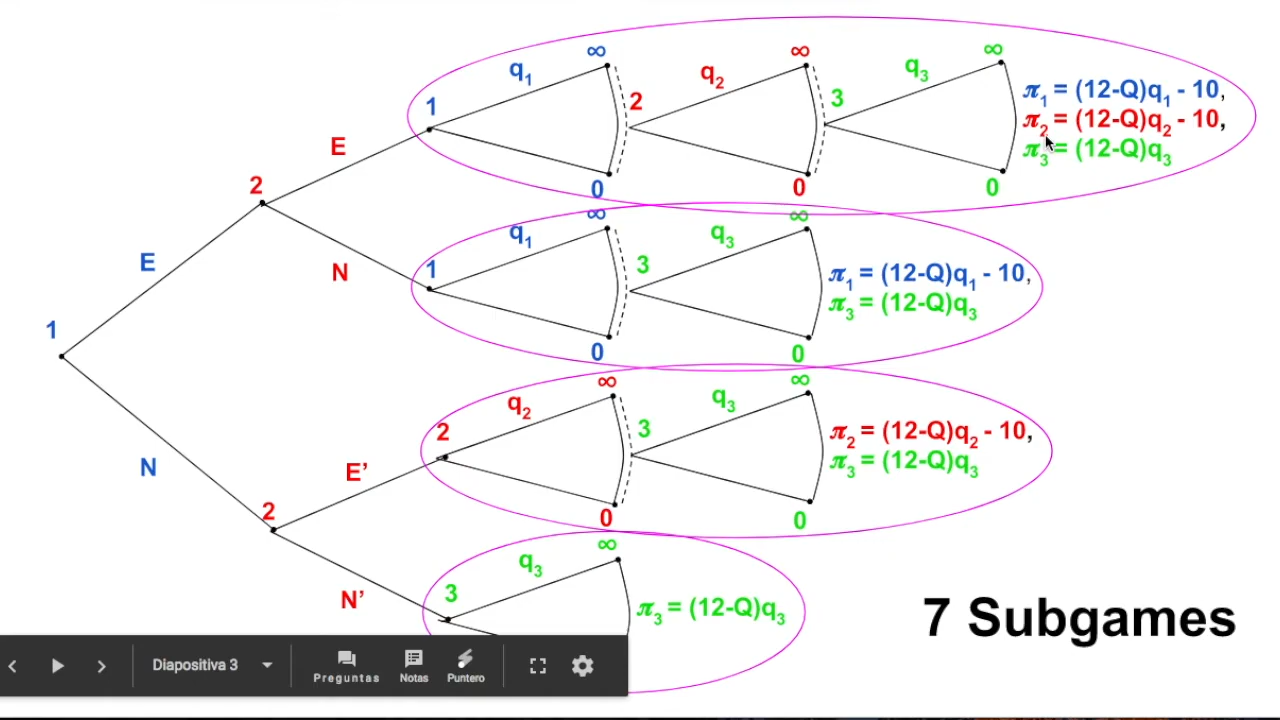 ∞
∞
∞
q1
q2
q3
1
2
3
π1 = (12-Q)q1 - 10,
π2 = (12-Q)q2 - 10,
π3 = (12-Q)q3
E
2
0
0
0
∞
∞
q1
q3
E
N
1
3
π1 = (12-Q)q1 - 10,
π3 = (12-Q)q3
1
0
0
∞
∞
q2
q3
2
3
π2 = (12-Q)q2 - 10,
π3 = (12-Q)q3
N
E’
2
0
0
∞
q3
N’
3
π3 = (12-Q)q3
7 Subgames
Diapositiva 3
Preguntas
Notas
Puntero